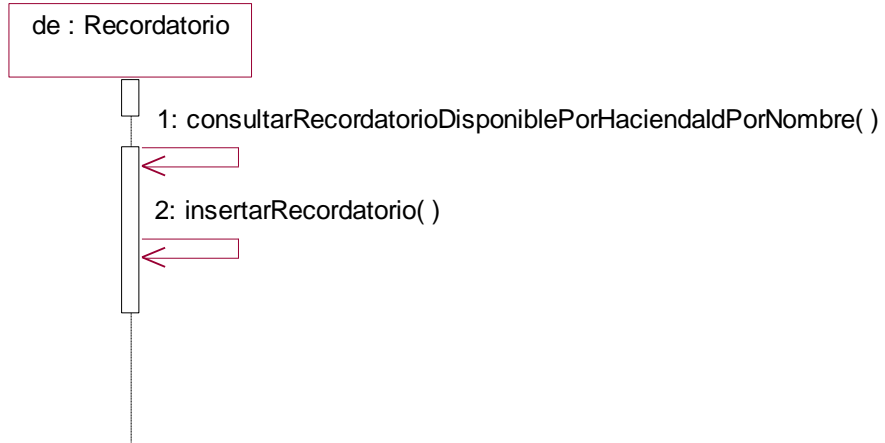 de : Recordatorio
1: consultarRecordatorioDisponiblePorHaciendaIdPorNombre( )
2: insertarRecordatorio( )